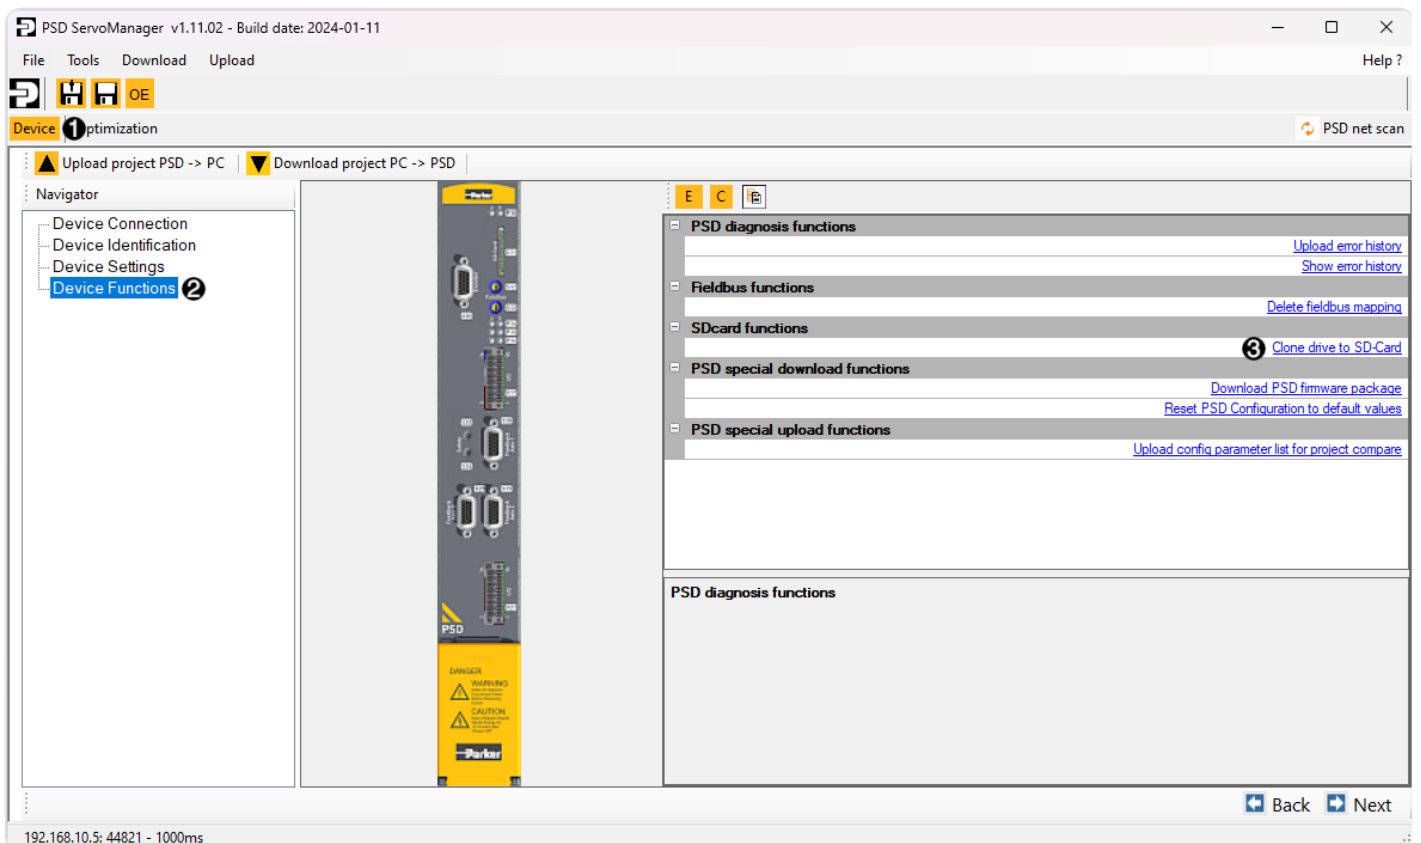 PSD ServoManager v1.11.02 - Build date: 2024-01-11
File Tools Download Upload Help ?
OE
Device 1 ptimization PSD net scan
Upload project PSD -> PC Download project PC -> PSD
Navigator
Device Connection
Device Identification
Device Settings
Device Functions 2
Parker
PSD
DANGER
WARNING
CAUTION
Parker
E C
PSD diagnosis functions
Upload error history
Show error history
Fieldbus functions
Delete fieldbus mapping
SDcard functions
3 Clone drive to SD-Card
PSD special download functions
Download PSD firmware package
Reset PSD Configuration to default values
PSD special upload functions
Upload config parameter list for project compare
PSD diagnosis functions
Back Next
192.168.10.5: 44821 - 1000ms